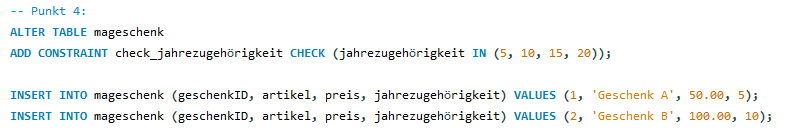 -- Punkt 4:
ALTER TABLE mageschenk
ADD CONSTRAINT check_jahrezugehörigkeit CHECK (jahrezugehörigkeit IN (5, 10, 15, 20));
INSERT INTO mageschenk (geschenkID, artikel, preis, jahrezugehörigkeit) VALUES (1, 'Geschenk A', 50.00, 5);
INSERT INTO mageschenk (geschenkID, artikel, preis, jahrezugehörigkeit) VALUES (2, 'Geschenk B', 100.00, 10);